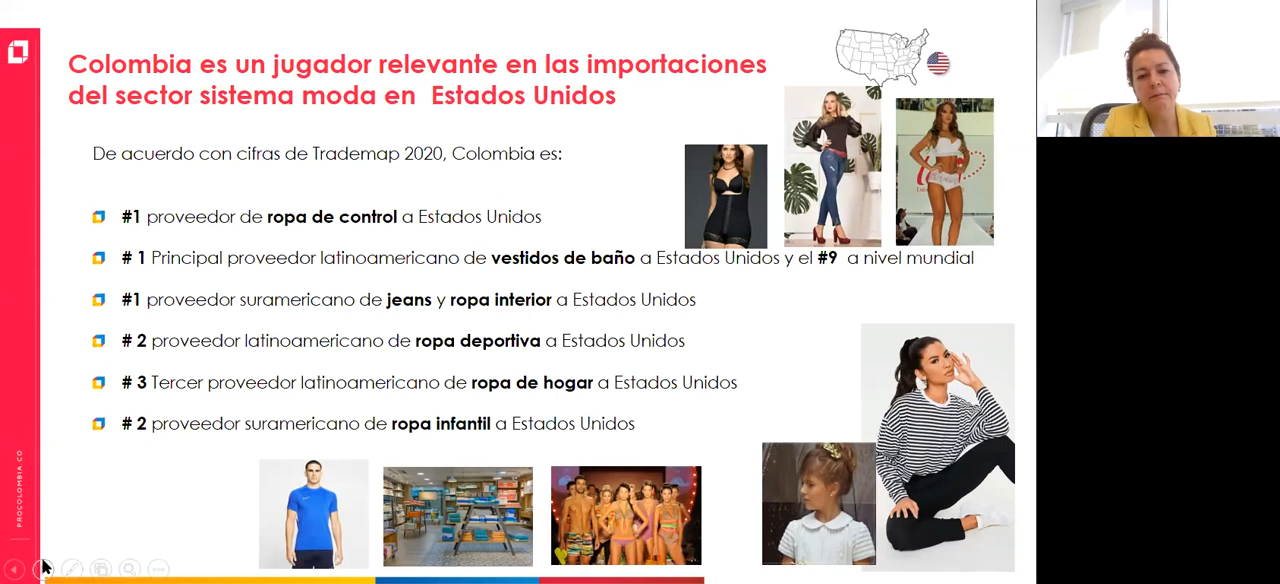 Colombia es un jugador relevante en las importaciones
del sector sistema moda en Estados Unidos
De acuerdo con cifras de Trademap 2020, Colombia es:
#1 proveedor de ropa de control a Estados Unidos
# 1 Principal proveedor latinoamericano de vestidos de baño a Estados Unidos y el #9 a nivel mundial
#1 proveedor suramericano de jeans y ropa interior a Estados Unidos
# 2 proveedor latinoamericano de ropa deportiva a Estados Unidos
# 3 Tercer proveedor latinoamericano de ropa de hogar a Estados Unidos
# 2 proveedor suramericano de ropa infantil a Estados Unidos
PROCOLOMBIA.CO